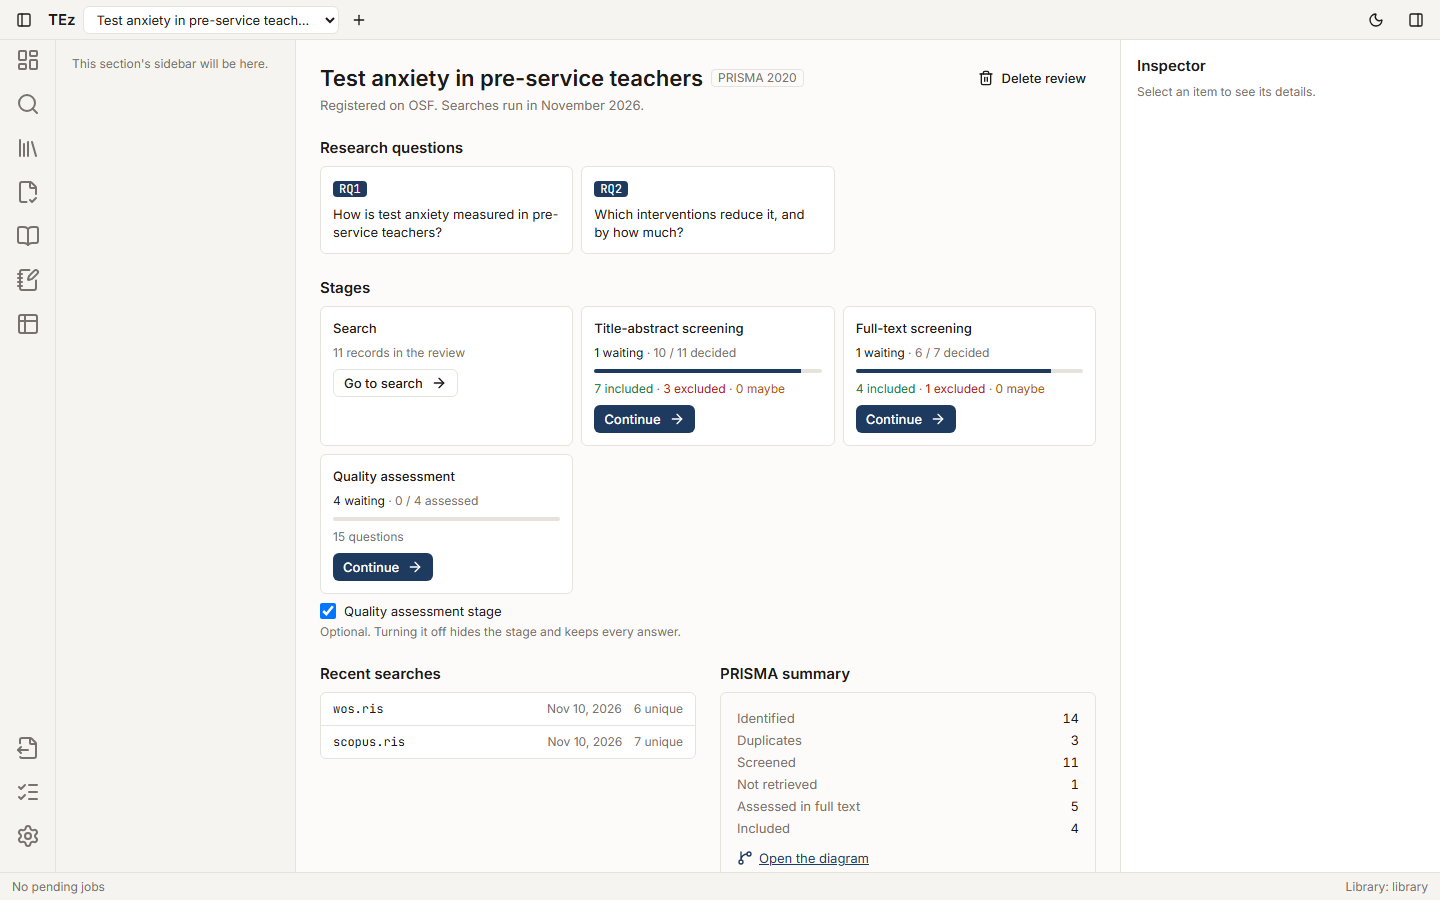 TEz
Test anxiety in pre-service teach...
This section's sidebar will be here.
Test anxiety in pre-service teachers
PRISMA 2020
Delete review
Registered on OSF. Searches run in November 2026.
Research questions
RQ1
How is test anxiety measured in pre-
service teachers?
RQ2
Which interventions reduce it, and
by how much?
Stages
Search
11 records in the review
Go to search
Title-abstract screening
1 waiting · 10 / 11 decided
7 included · 3 excluded · 0 maybe
Continue
Full-text screening
1 waiting · 6 / 7 decided
4 included · 1 excluded · 0 maybe
Continue
Quality assessment
4 waiting · 0 / 4 assessed
15 questions
Continue
Quality assessment stage
Optional. Turning it off hides the stage and keeps every answer.
Recent searches
wos.ris Nov 10, 2026 6 unique
scopus.ris Nov 10, 2026 7 unique
PRISMA summary
Identified 14
Duplicates 3
Screened 11
Not retrieved 1
Assessed in full text 5
Included 4
Open the diagram
Inspector
Select an item to see its details.
No pending jobs
Library: library